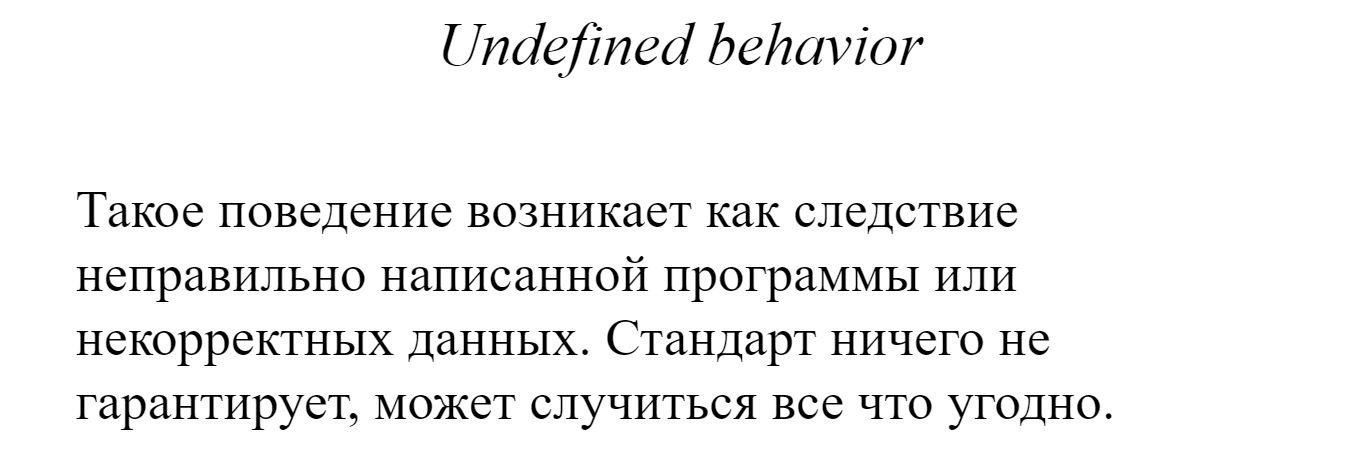 Undefined behavior
Такое поведение возникает как следствие
неправильно написанной программы или
некорректных данных. Стандарт ничего не
гарантирует, может случиться все что угодно.